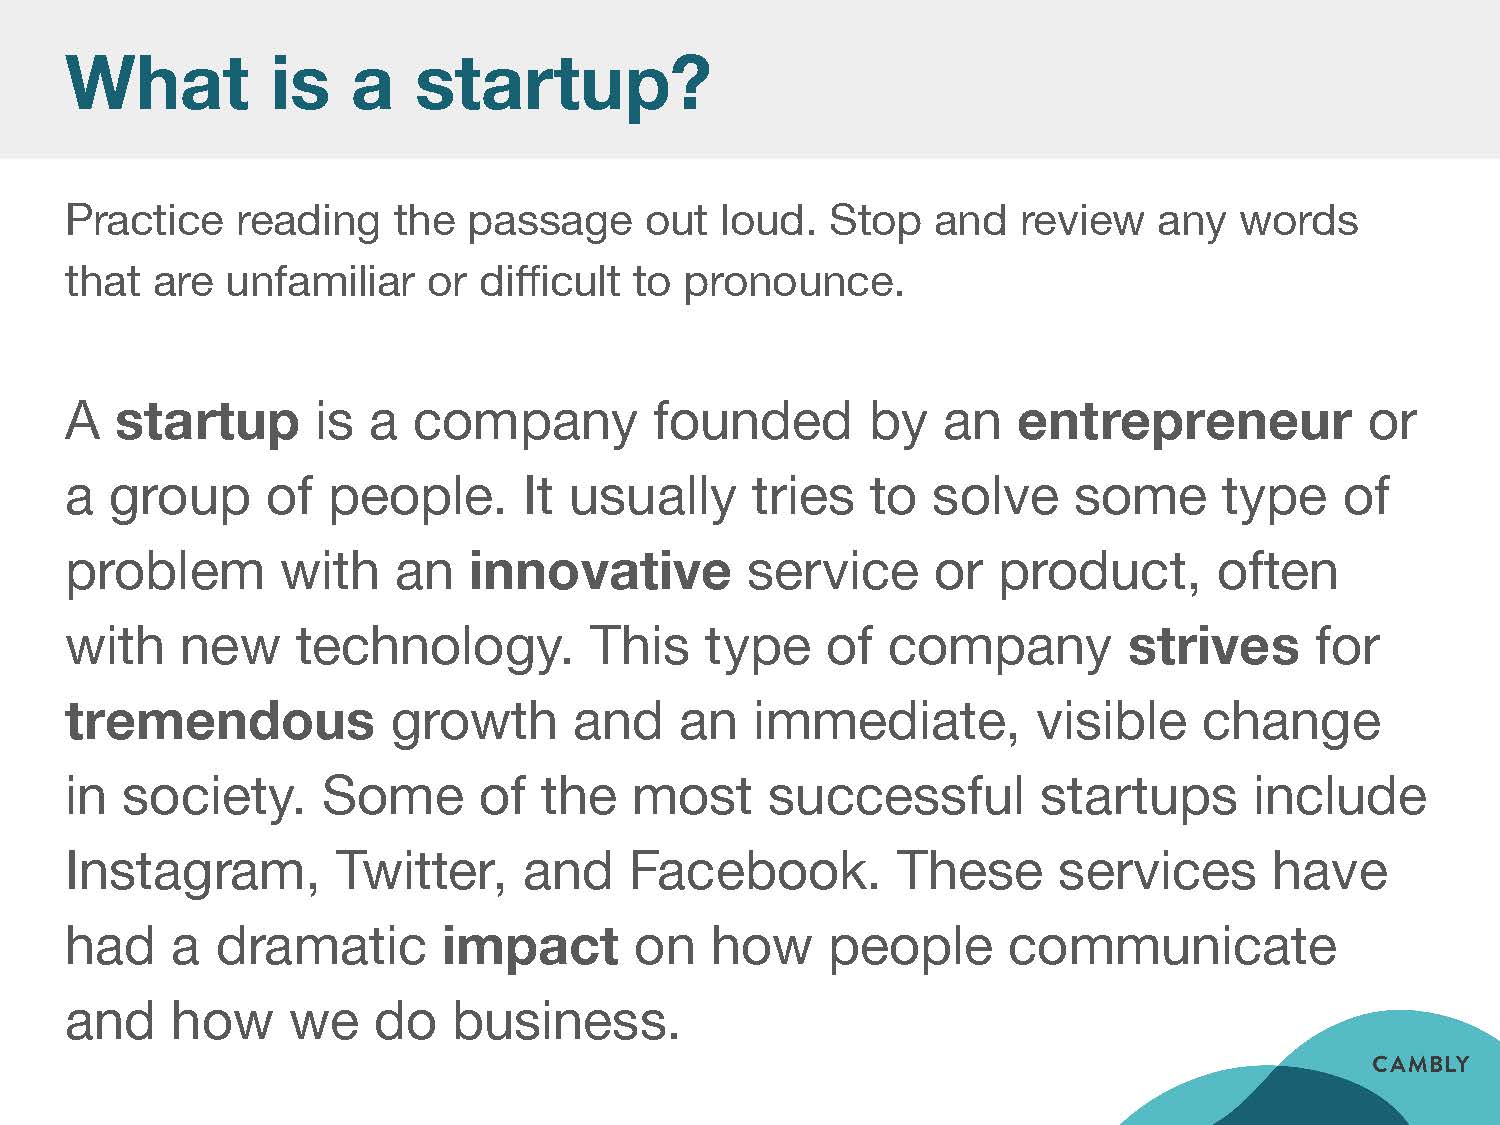 What is a startup?
Practice reading the passage out loud. Stop and review any words
that are unfamiliar or difficult to pronounce.
A startup is a company founded by an entrepreneur or
a group of people. It usually tries to solve some type of
problem with an innovative service or product, often
with new technology. This type of company strives for
tremendous growth and an immediate, visible change
in society. Some of the most successful startups include
Instagram, Twitter, and Facebook. These services have
had a dramatic impact on how people communicate
and how we do business.
CAMBLY